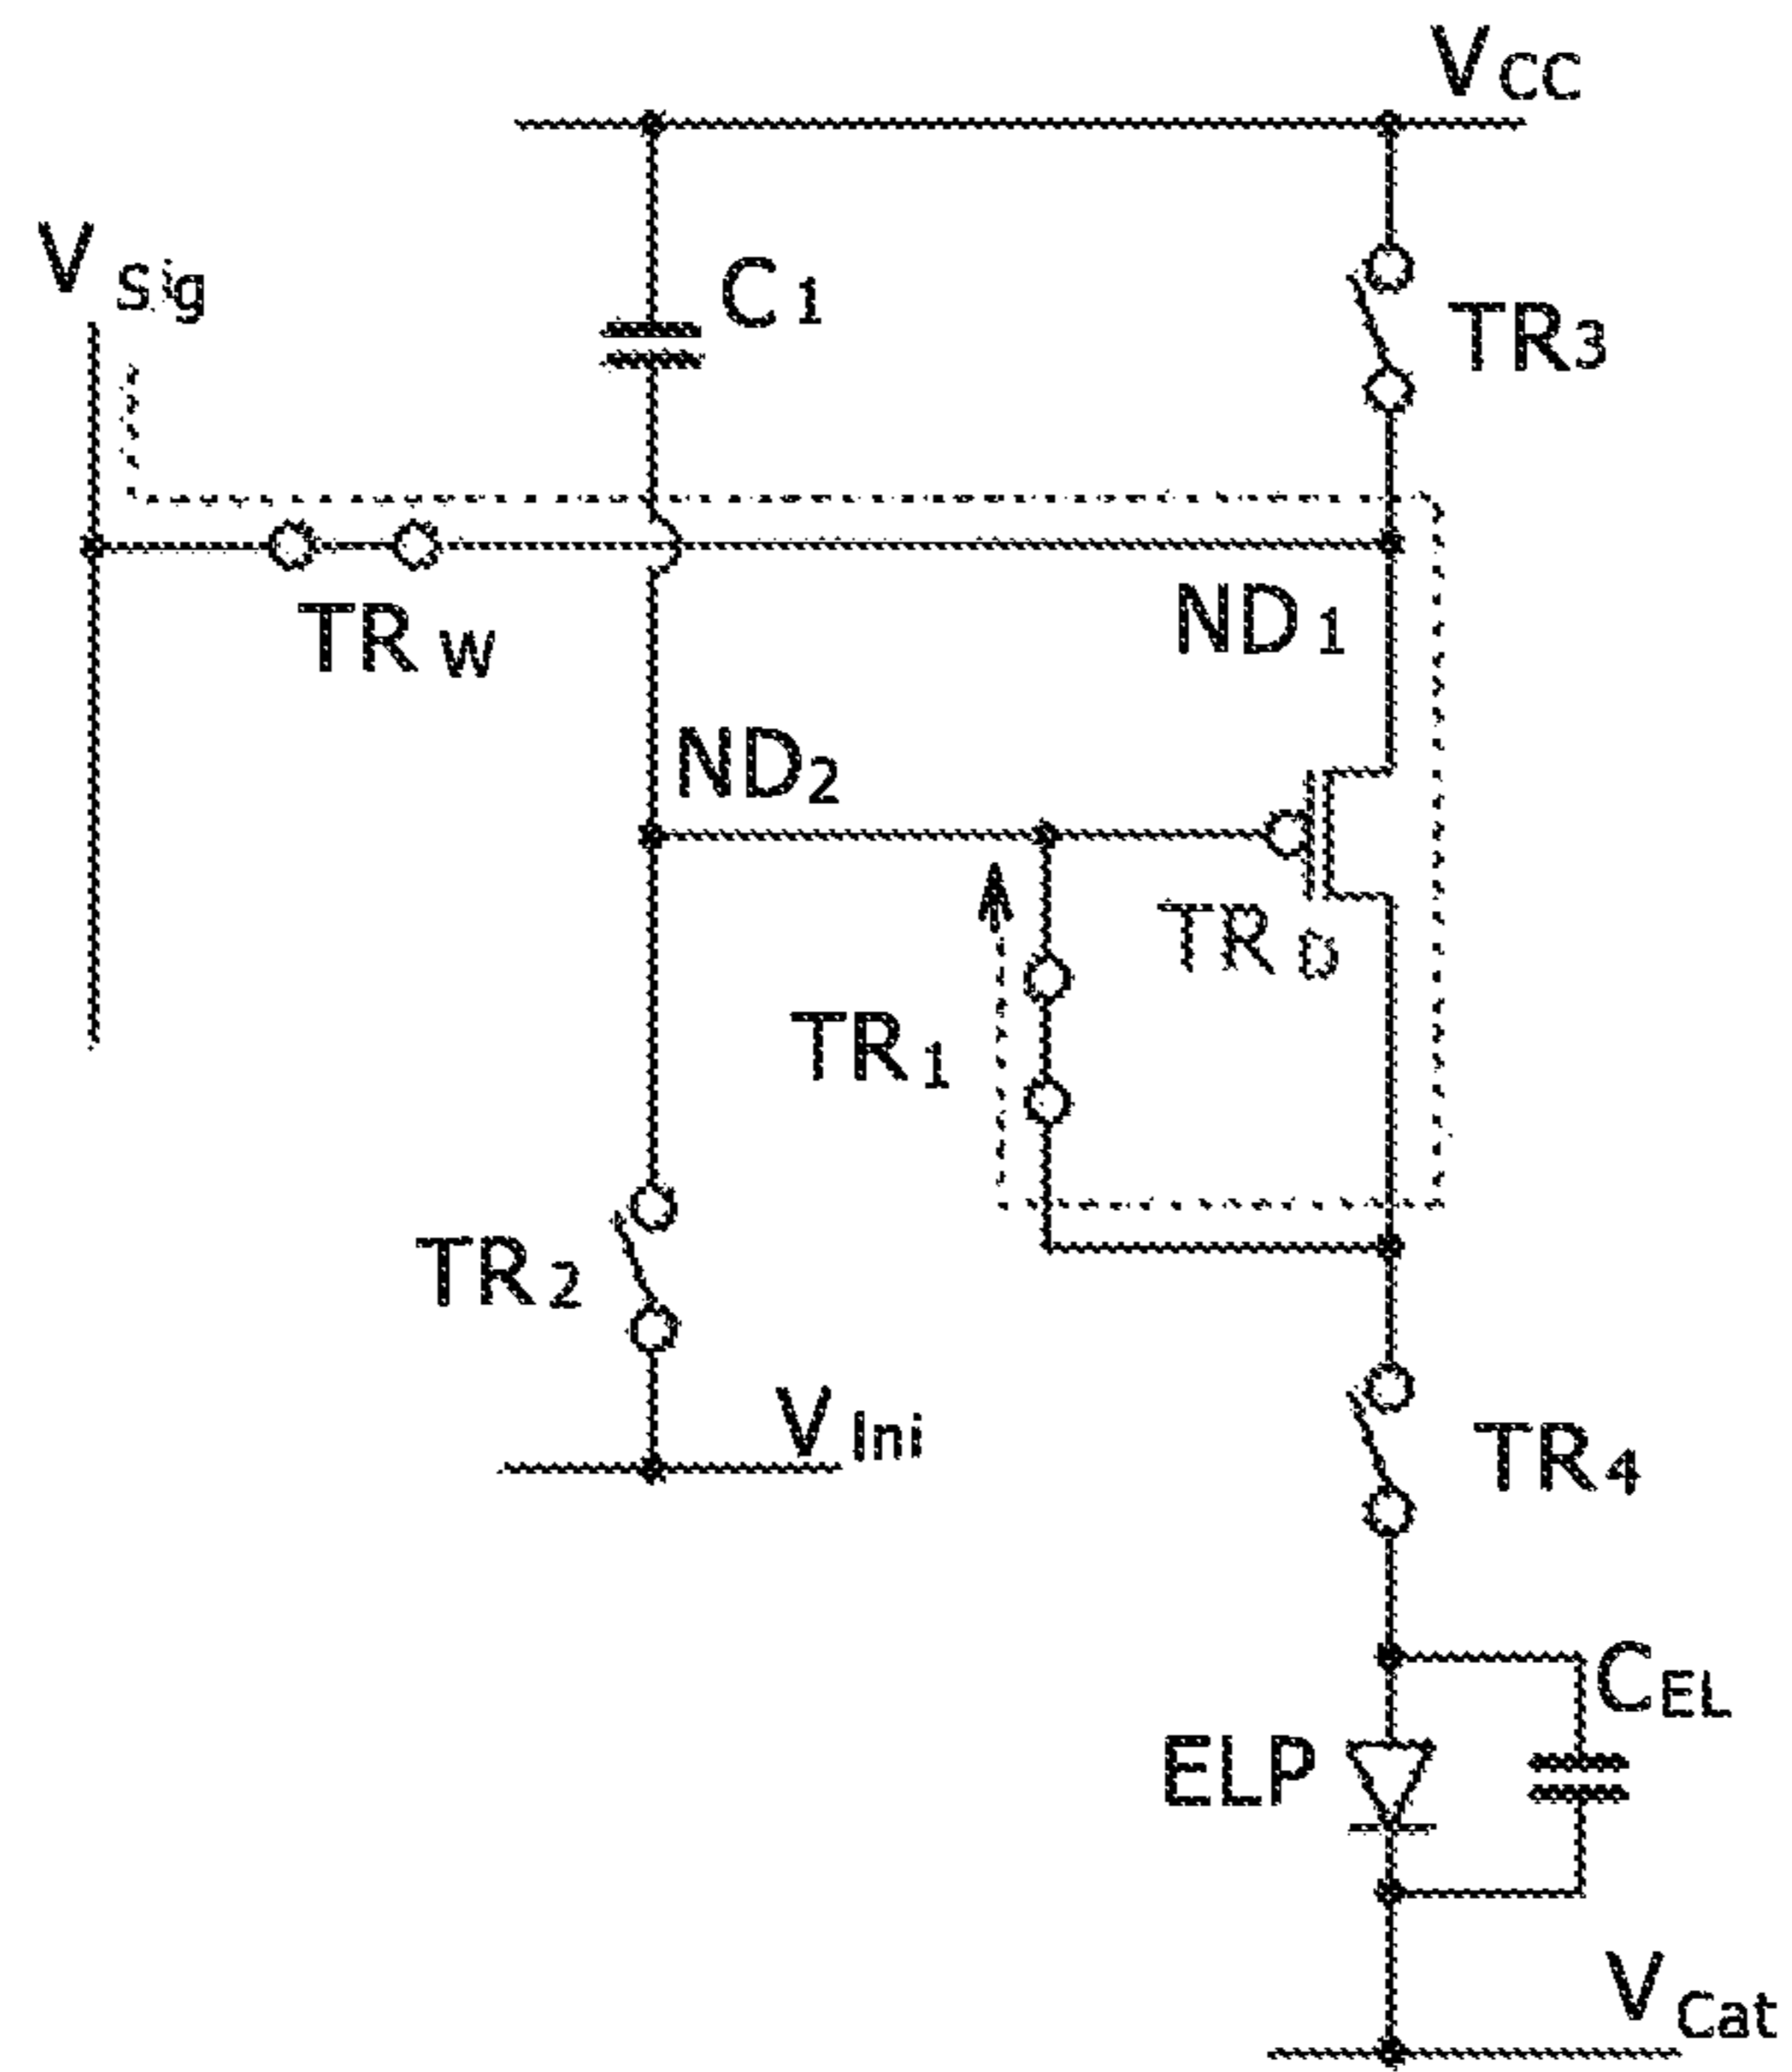 VCC
VSig
C1
TR3
TRW
ND1
ND2
TRD
TR1
TR2
VIni
TR4
CEL
ELP
VCat